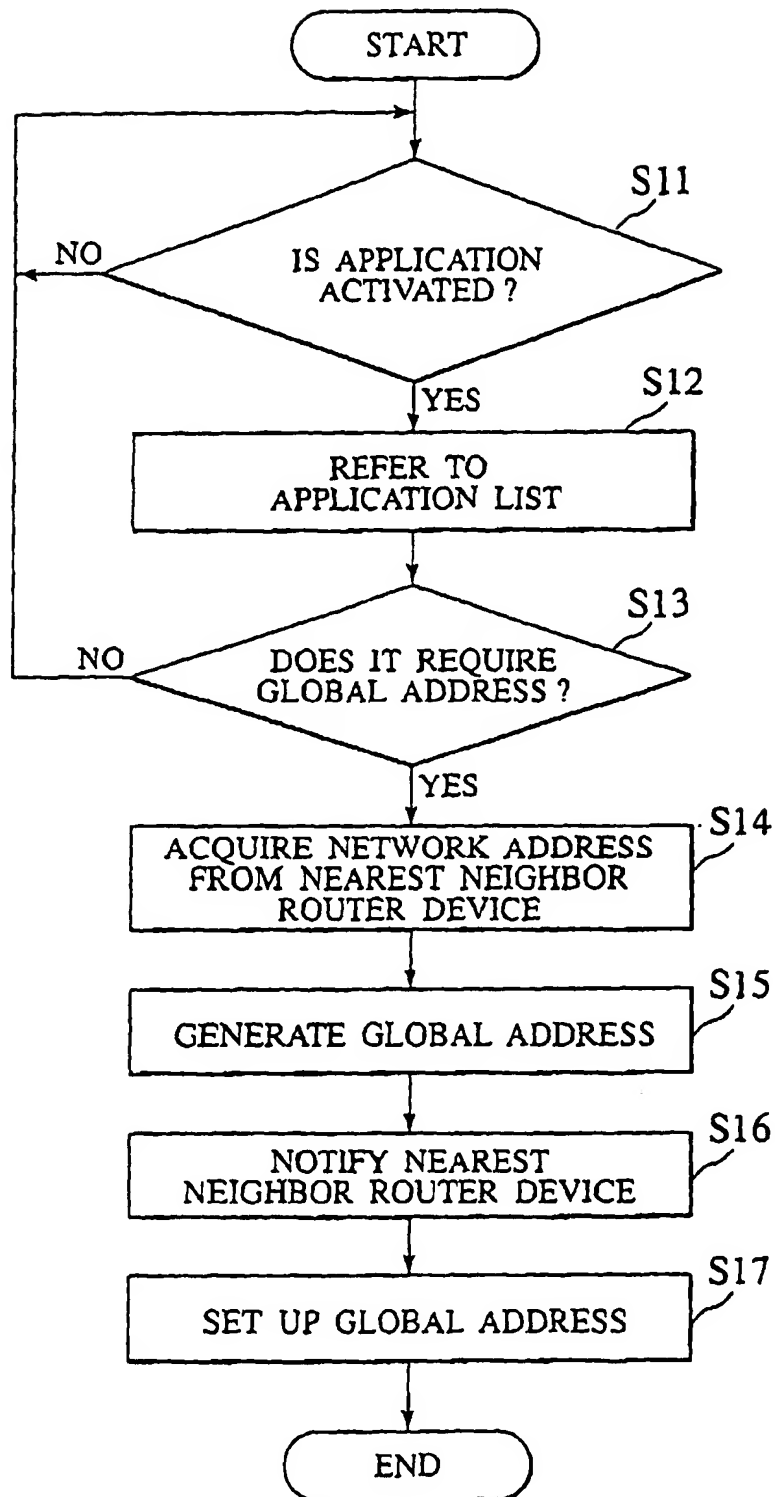 START
S11
NO
IS APPLICATION
ACTIVATED ?
YES
S12
REFER TO
APPLICATION LIST
S13
NO
DOES IT REQUIRE
GLOBAL ADDRESS ?
YES
S14
ACQUIRE NETWORK ADDRESS
FROM NEAREST NEIGHBOR
ROUTER DEVICE
S15
GENERATE GLOBAL ADDRESS
S16
NOTIFY NEAREST
NEIGHBOR ROUTER DEVICE
S17
SET UP GLOBAL ADDRESS
END